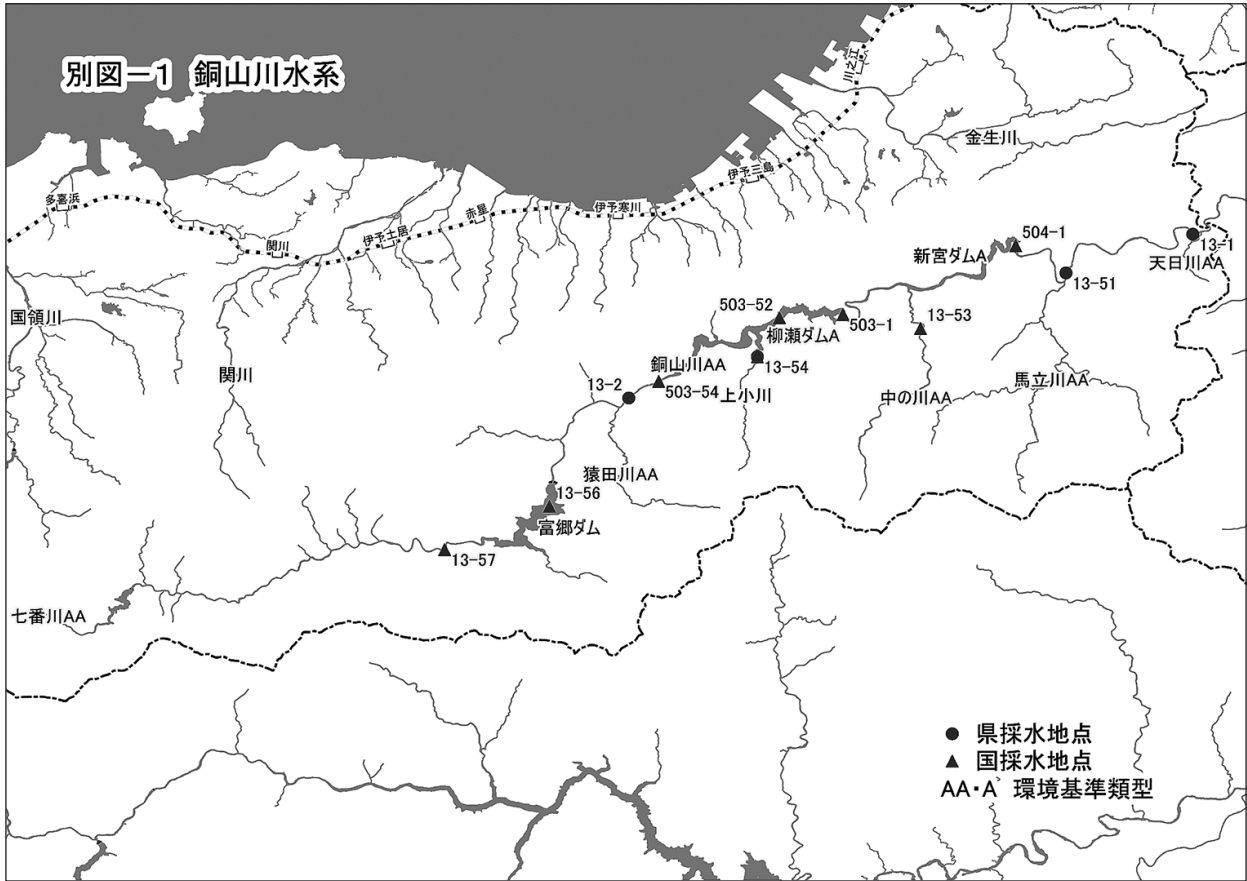 別図－1 銅山川水系
川之江
金生川
伊予三島
多喜浜
伊予寒川
赤星
伊予土居
関川
504-1
13-1
新宮ダムA
天日川AA
13-51
503-52
国領川
503-1
13-53
柳瀬ダムA
銅山川AA
13-54
関川
馬立川AA
13-2
503-54
上小川
中の川AA
猿田川AA
13-56
富郷ダム
13-57
七番川AA
● 県採水地点
▲ 国採水地点
AA・A 環境基準類型